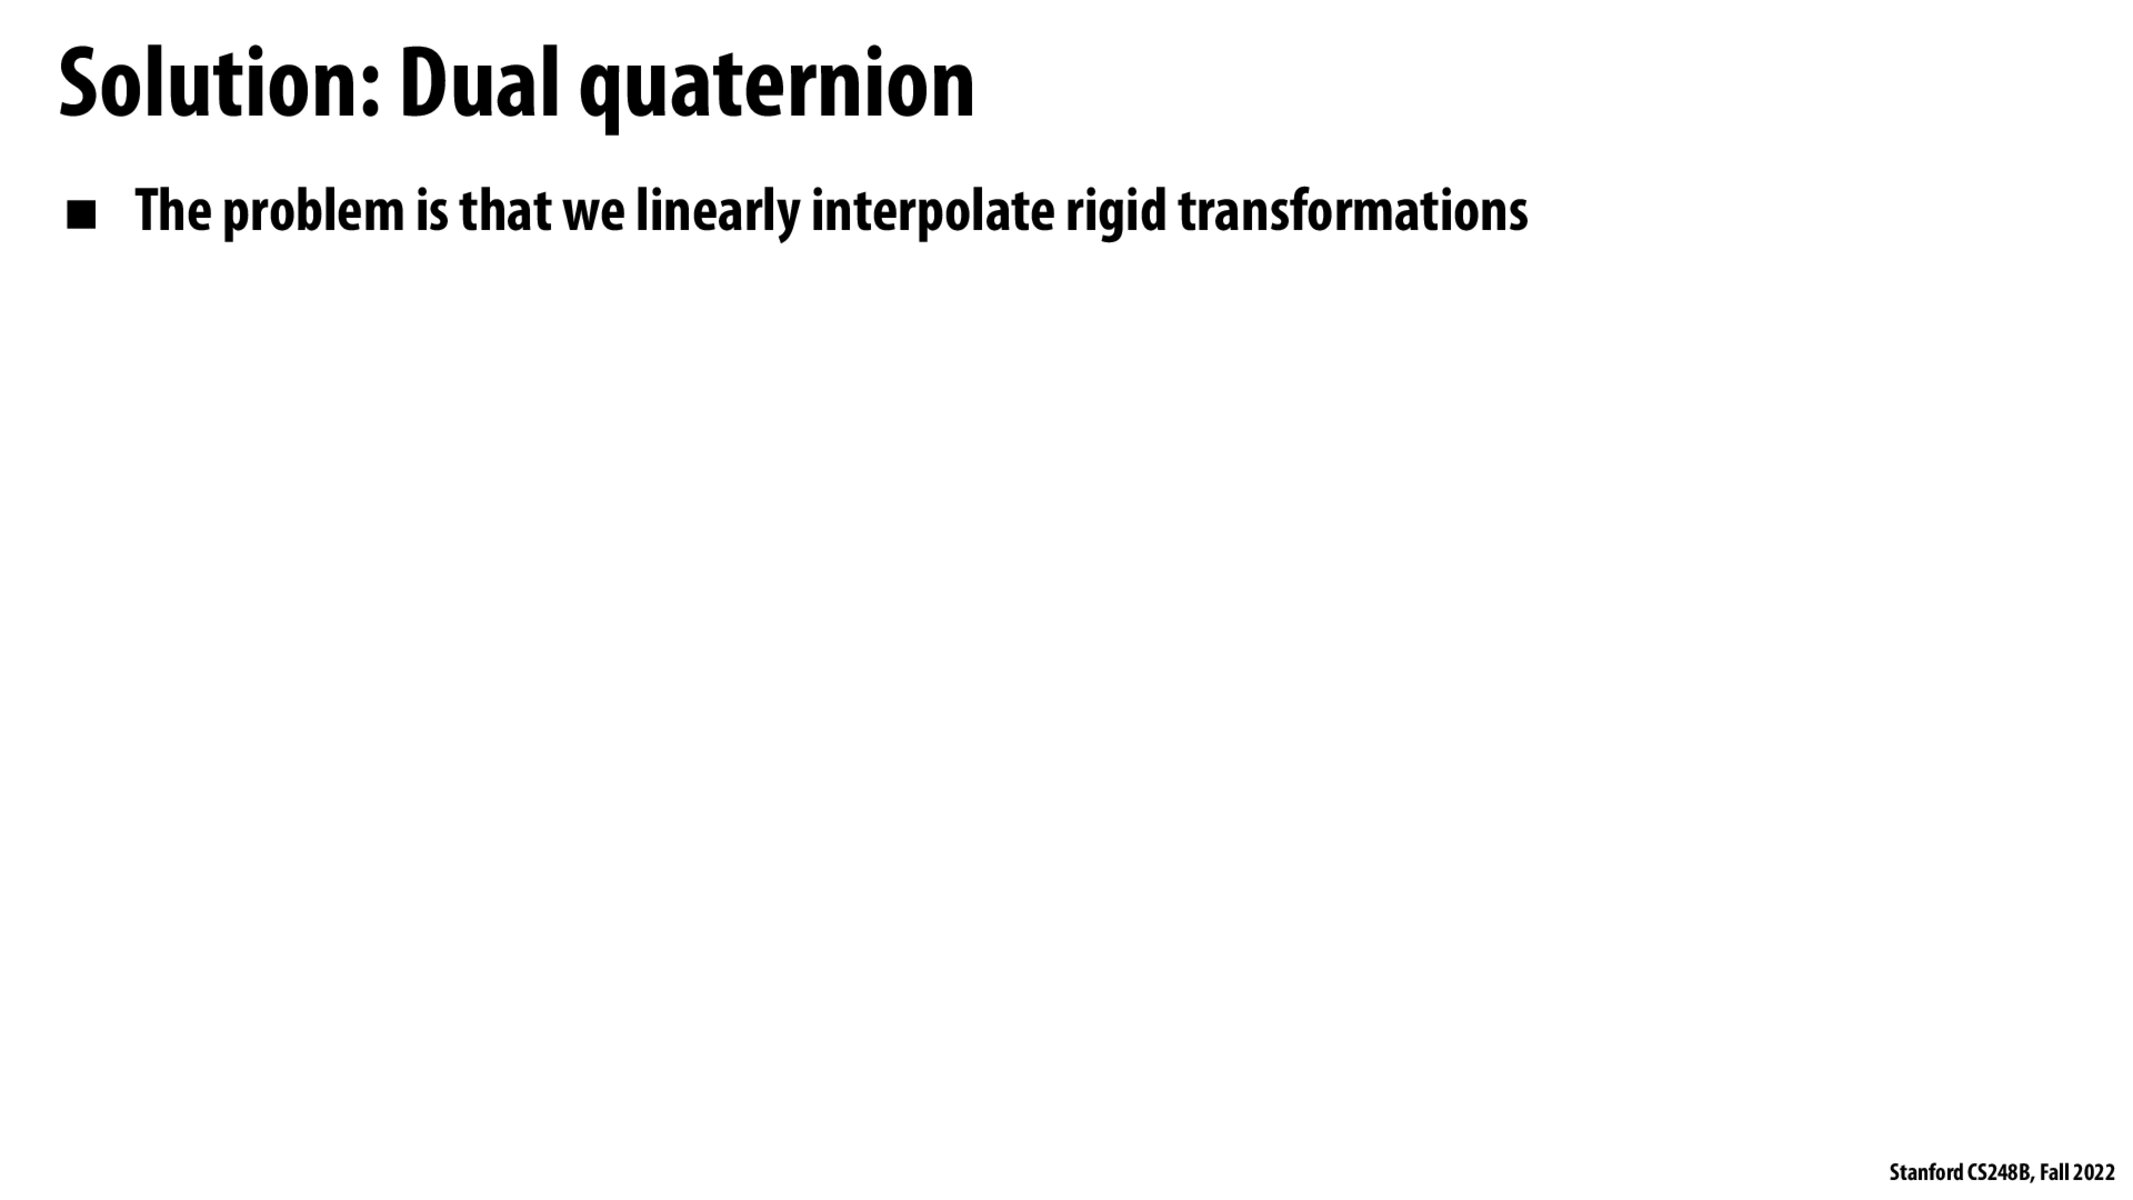 Solution: Dual quaternion
■ The problem is that we linearly interpolate rigid transformations
Stanford CS248B, Fall 2022